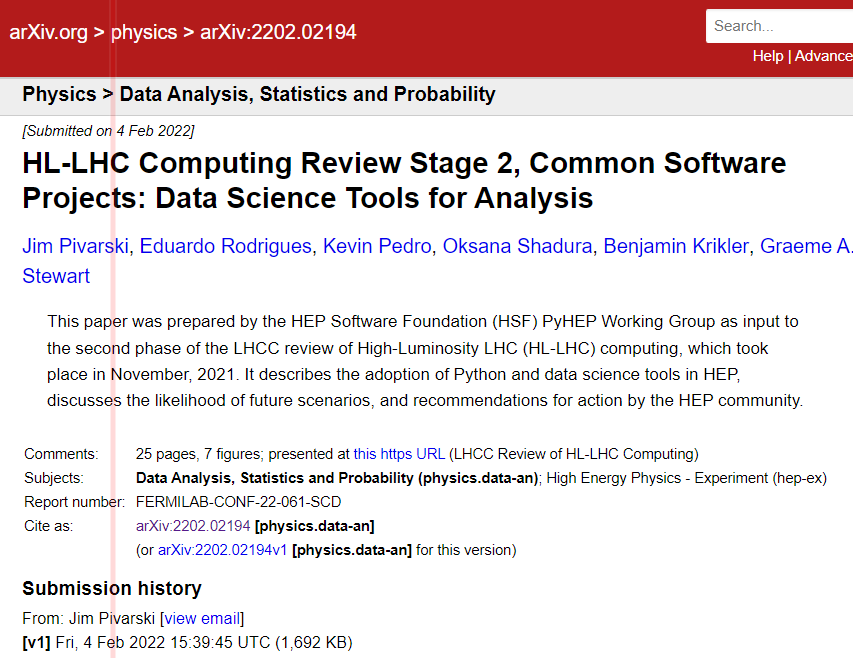 arXiv.org > physics > arXiv:2202.02194
Search...
Help | Advance
Physics > Data Analysis, Statistics and Probability
[Submitted on 4 Feb 2022]
HL-LHC Computing Review Stage 2, Common Software
Projects: Data Science Tools for Analysis
Jim Pivarski, Eduardo Rodrigues, Kevin Pedro, Oksana Shadura, Benjamin Krikler, Graeme A.
Stewart
This paper was prepared by the HEP Software Foundation (HSF) PyHEP Working Group as input to
the second phase of the LHCC review of High-Luminosity LHC (HL-LHC) computing, which took
place in November, 2021. It describes the adoption of Python and data science tools in HEP,
discusses the likelihood of future scenarios, and recommendations for action by the HEP community.
Comments: 25 pages, 7 figures; presented at this https URL (LHCC Review of HL-LHC Computing)
Subjects: Data Analysis, Statistics and Probability (physics.data-an); High Energy Physics - Experiment (hep-ex)
Report number: FERMILAB-CONF-22-061-SCD
Cite as: arXiv:2202.02194 [physics.data-an]
(or arXiv:2202.02194v1 [physics.data-an] for this version)
Submission history
From: Jim Pivarski [view email]
[v1] Fri, 4 Feb 2022 15:39:45 UTC (1,692 KB)